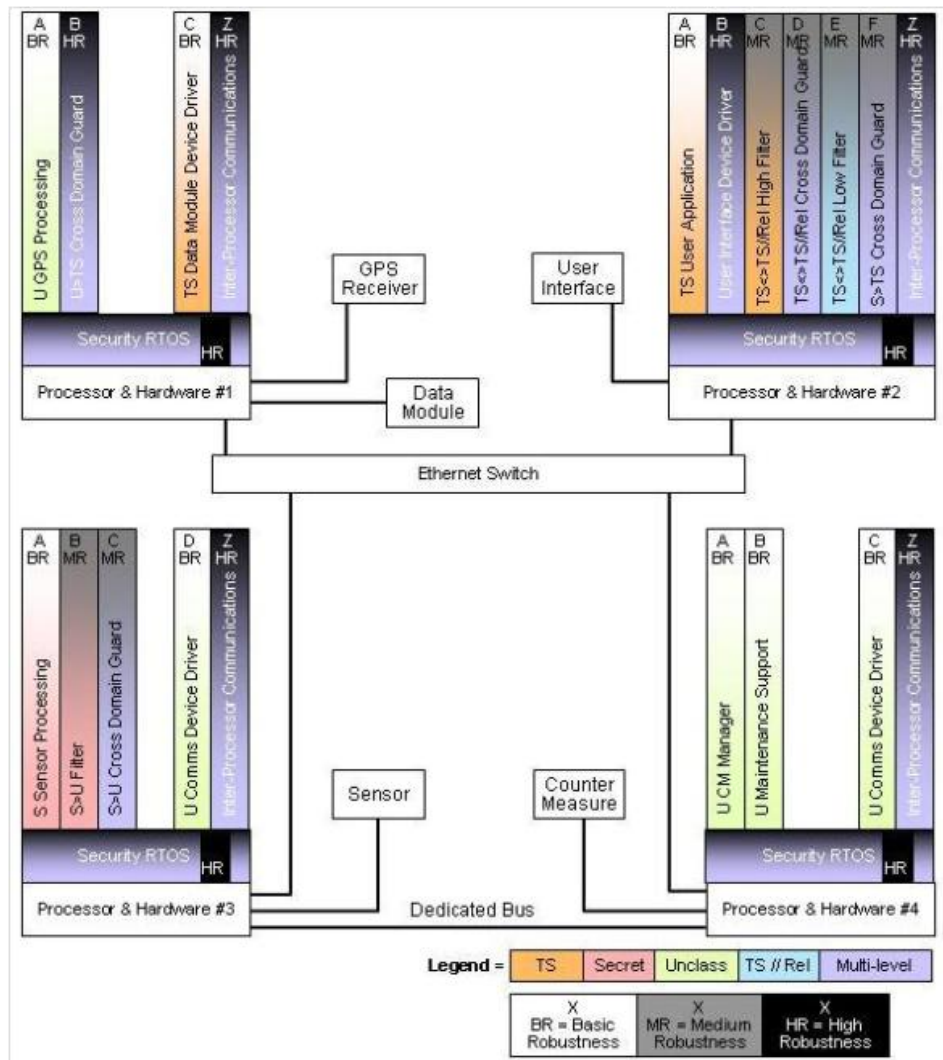 A
BR
U GPS Processing
B
HR
U>TS Cross Domain Guard
C
BR
TS Data Module Device Driver
Z
HR
Inter-Processor Communications
Security RTOS
HR
Processor & Hardware #1
GPS
Receiver
Data
Module
User
Interface
A
BR
TS User Application
B
HR
User Interface Device Driver
C
MR
TS<>TS//Rel High Filter
D
MR
TS<>TS//Rel Cross Domain Guard
E
MR
TS<>TS//Rel Low Filter
F
MR
S>TS Cross Domain Guard
Z
HR
Inter-Processor Communications
Security RTOS
HR
Processor & Hardware #2
Ethernet Switch
A
BR
S Sensor Processing
B
MR
S>U Filter
C
MR
S>U Cross Domain Guard
D
BR
U Comms Device Driver
Z
HR
Inter-Processor Communications
Security RTOS
HR
Processor & Hardware #3
Sensor
Counter
Measure
Dedicated Bus
A
BR
U CM Manager
B
BR
U Maintenance Support
C
BR
U Comms Device Driver
Z
HR
Inter-Processor Communications
Security RTOS
HR
Processor & Hardware #4
Legend = TS Secret Unclass TS // Rel Multi-level
X
BR = Basic
Robustness
X
MR = Medium
Robustness
X
HR = High
Robustness